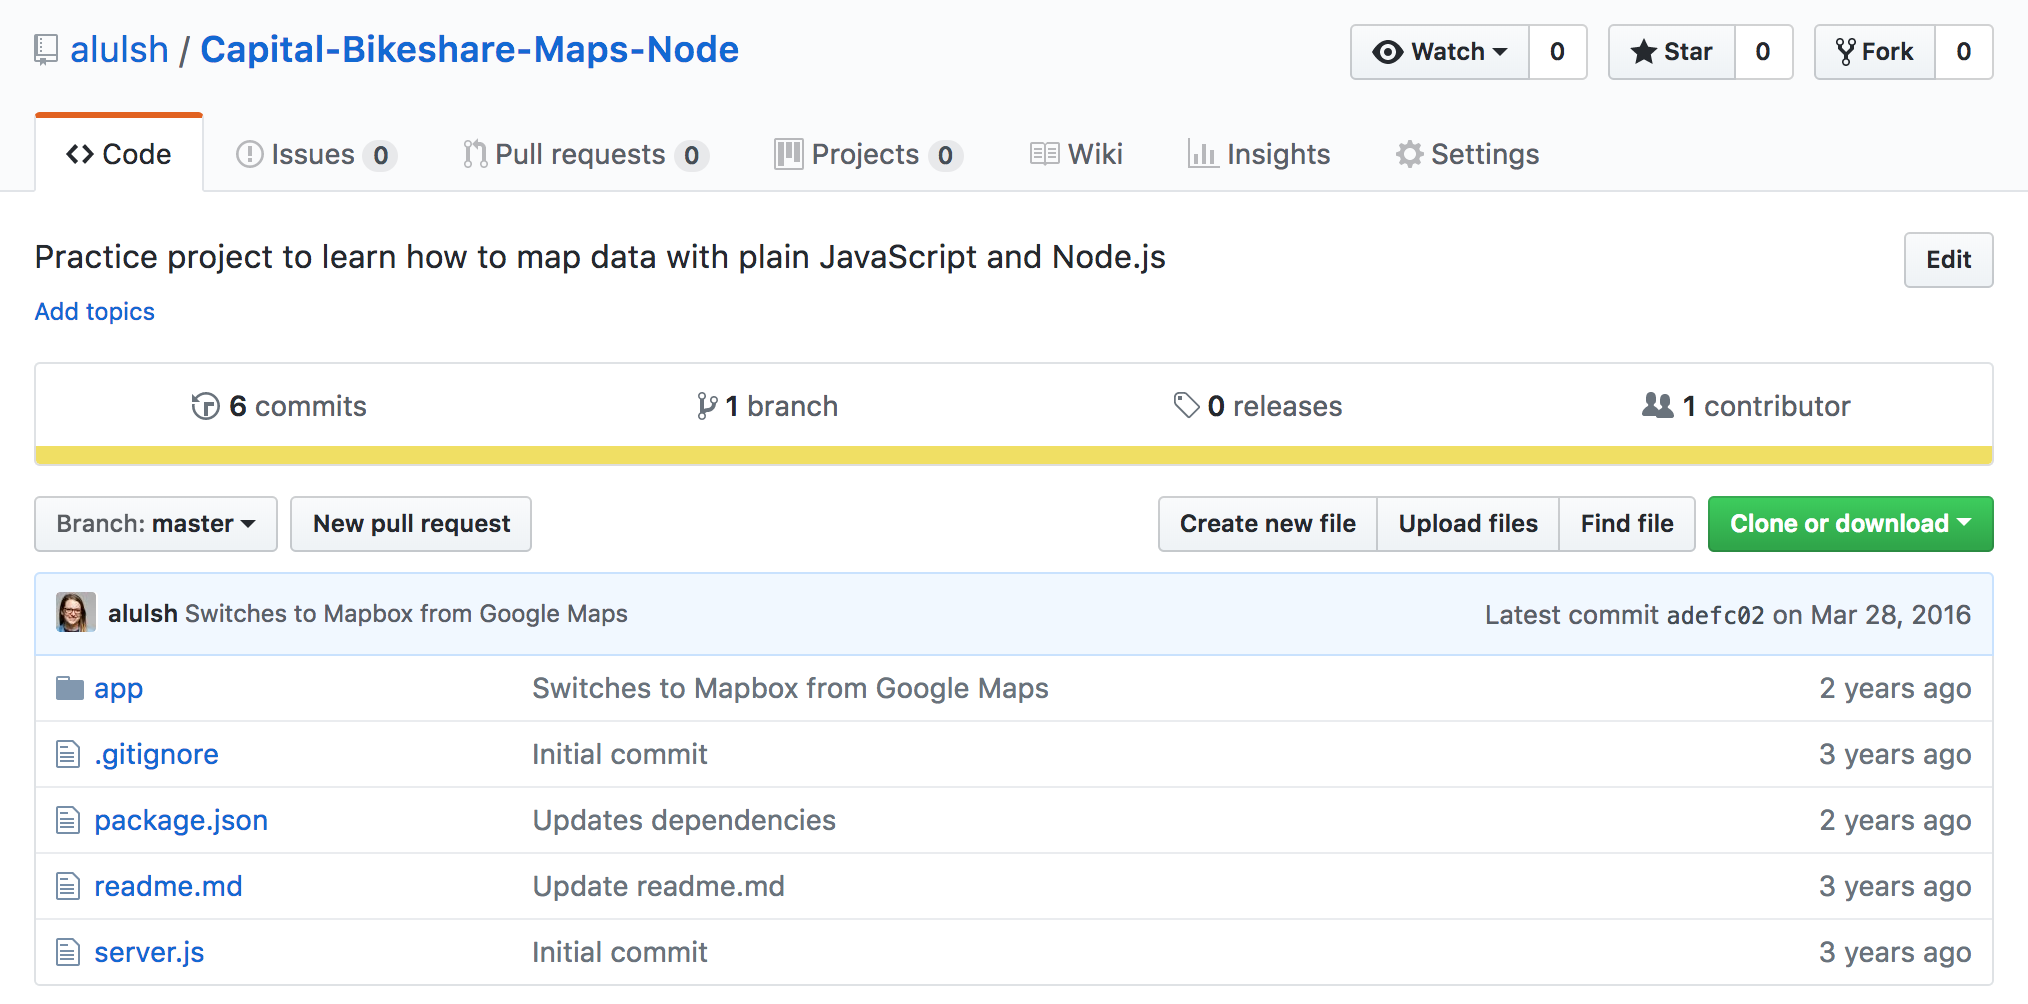 alulsh / Capital-Bikeshare-Maps-Node Watch 0 Star 0 Fork 0
Code Issues 0 Pull requests 0 Projects 0 Wiki Insights Settings
Practice project to learn how to map data with plain JavaScript and Node.js Edit
Add topics
6 commits 1 branch 0 releases 1 contributor
Branch: master New pull request Create new file Upload files Find file Clone or download
alulsh Switches to Mapbox from Google Maps Latest commit adefc02 on Mar 28, 2016
app Switches to Mapbox from Google Maps 2 years ago
.gitignore Initial commit 3 years ago
package.json Updates dependencies 2 years ago
readme.md Update readme.md 3 years ago
server.js Initial commit 3 years ago